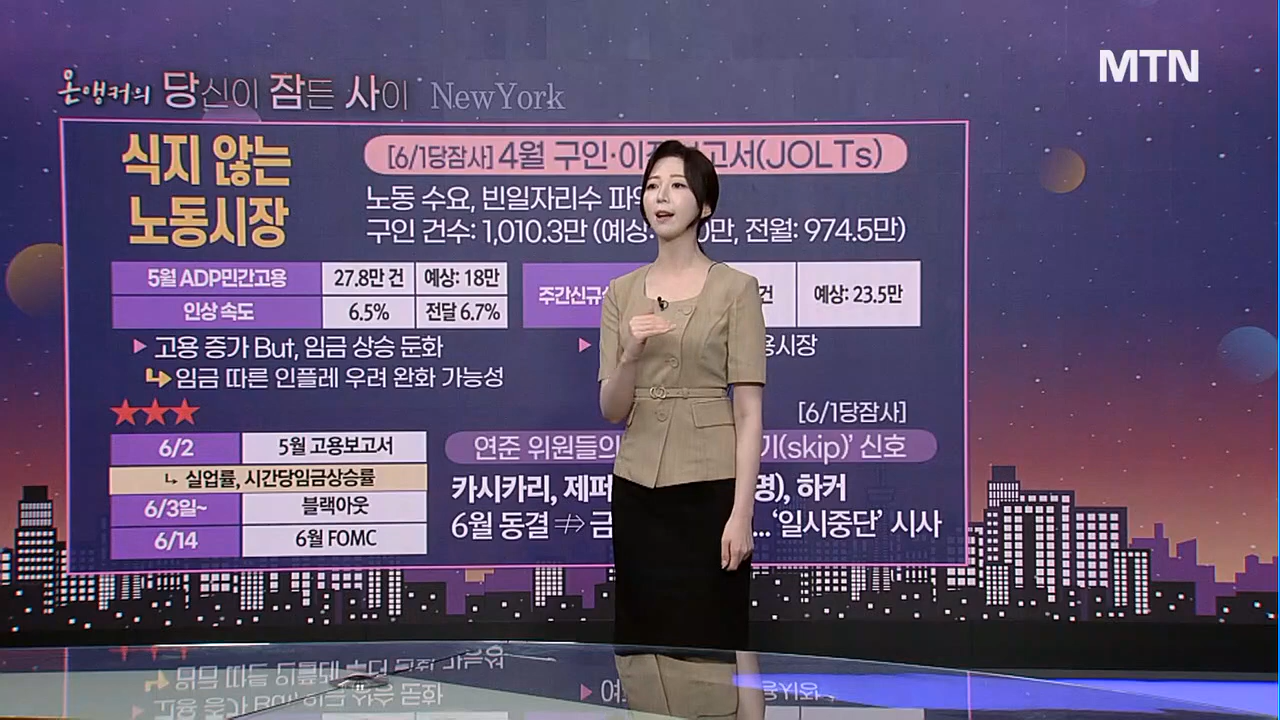 MTN
온앵커의 당신이 잠든 사이 NewYork
식지 않는
노동시장
[6/1당잠사] 4월 구인·이직보고서(JOLTs)
노동 수요, 빈일자리수
구인 건수: 1,010.3만 (예상: 만, 전월: 974.5만)
5월 ADP민간고용 27.8만 건 예상: 18만
인상 속도 6.5% 전달 6.7%
주간신규 건 예상: 23.5만
▶ 고용 증가 But, 임금 상승 둔화
↳ 임금 따른 인플레 우려 완화 가능성
▶ 용시장
★★★
6/2 5월 고용보고서
↳ 실업률, 시간당임금상승률
6/3일~ 블랙아웃
6/14 6월 FOMC
[6/1당잠사]
연준 위원들의 기(skip)' 신호
카시카리, 제퍼 명), 하커
6월 동결 ⇏ 금 ... '일시중단' 시사